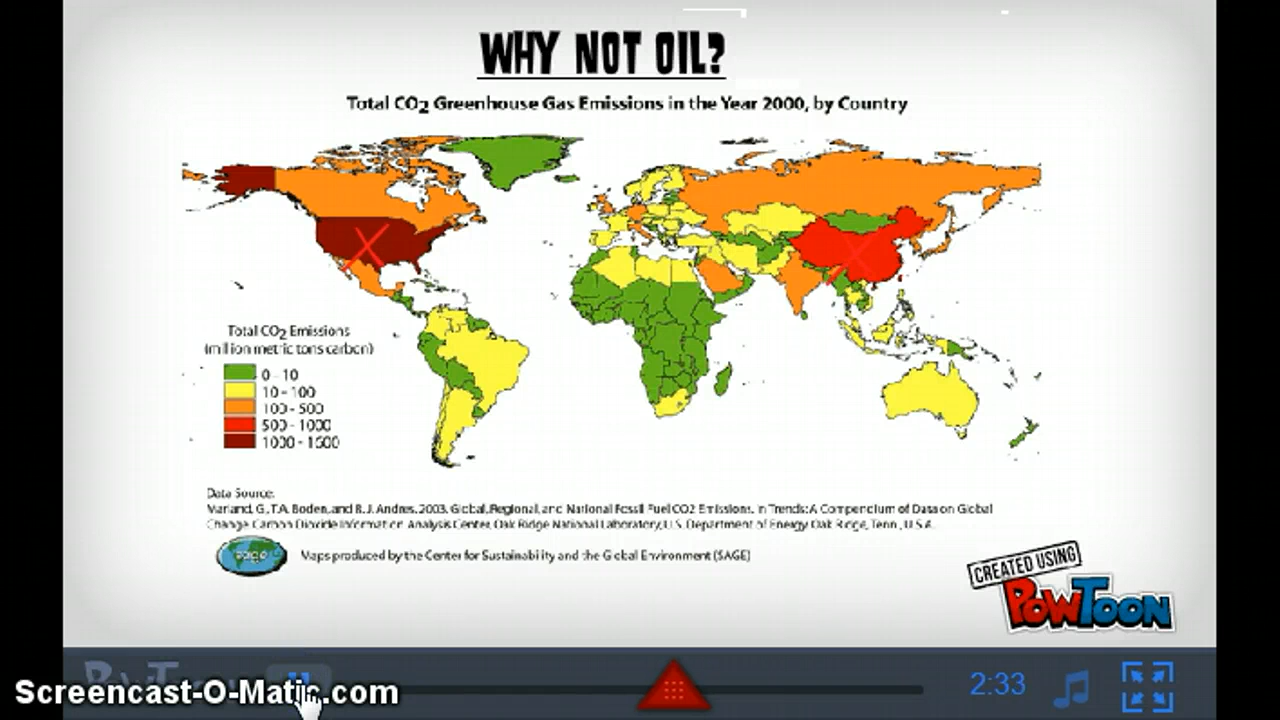 WHY NOT OIL?
Total CO2 Greenhouse Gas Emissions in the Year 2000, by Country
Total CO2 Emissions
(million metric tons carbon)
0 - 10
10 - 100
100 - 500
500 - 1000
1000 - 1600
Data Source:
Marland, G, T.A. Boden, and R. J. Andres. 2003. Global, Regional, and National Fossil Fuel CO2 Emissions. In Trends: A Compendium of Data on Global
Change. Carbon Dioxide Information Analysis Center, Oak Ridge National Laboratory, U.S. Department of Energy, Oak Ridge, Tenn., U.S.A.
sage
Maps produced by the Center for Sustainability and the Global Environment (SAGE)
CREATED USING
POWTOON
Screencast-O-Matic.com
2:33